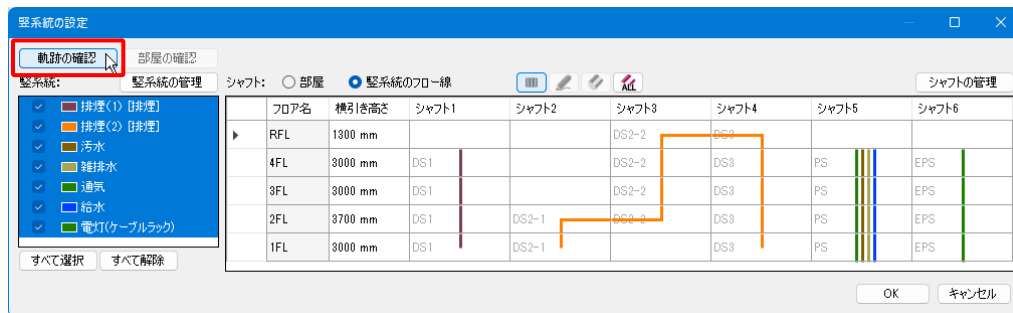 竪系統の設定
軌跡の確認 部屋の確認
竪系統: 竪系統の管理 シャフト: 部屋 竪系統のフロー線 ALL シャフトの管理
排煙(1) [排煙]
排煙(2) [排煙]
汚水
雑排水
通気
給水
電灯(ケーブルラック)
すべて選択 すべて解除
フロア名 横引き高さ シャフト1 シャフト2 シャフト3 シャフト4 シャフト5 シャフト6
RFL 1300 mm DS2-2 DS3
4FL 3000 mm DS1 DS2-2 DS3 PS EPS
3FL 3000 mm DS1 DS2-2 DS3 PS EPS
2FL 3700 mm DS1 DS2-1 DS2-2 DS3 PS EPS
1FL 3000 mm DS1 DS2-1 DS3 PS EPS
OK キャンセル